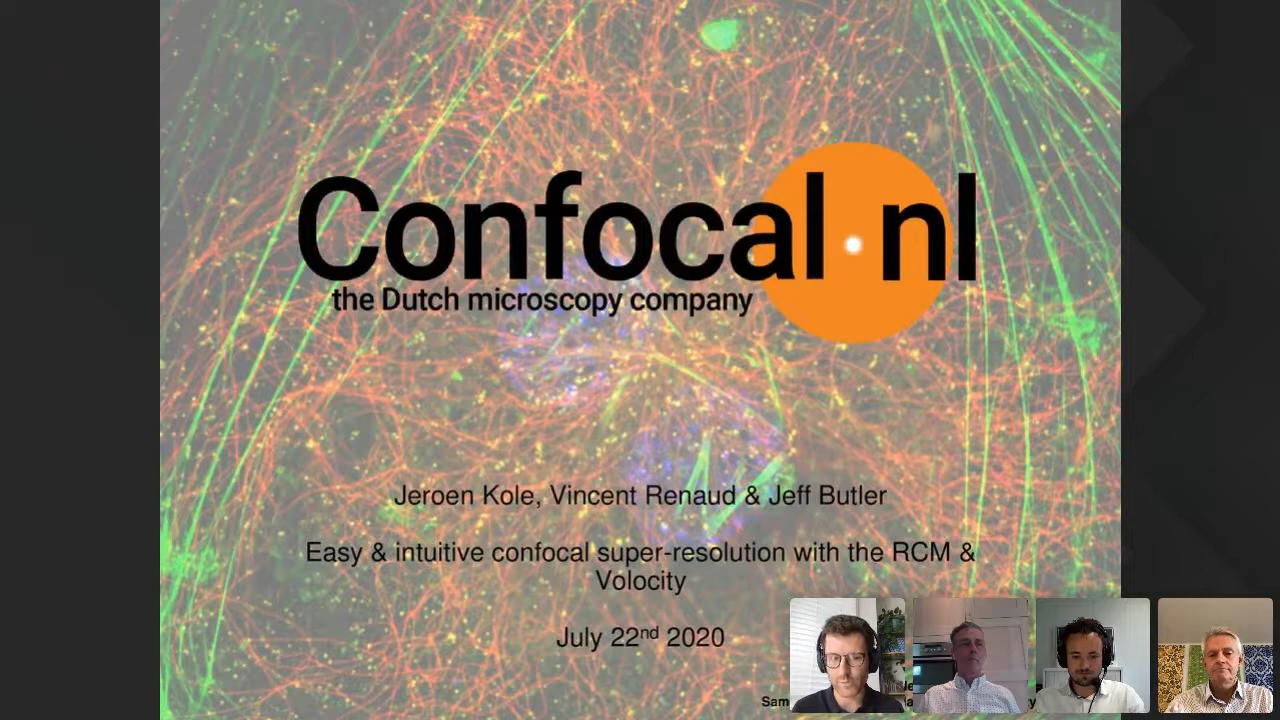 Confocal.nl
the Dutch microscopy company
Jeroen Kole, Vincent Renaud & Jeff Butler
Easy & intuitive confocal super-resolution with the RCM &
Volocity
July 22nd 2020